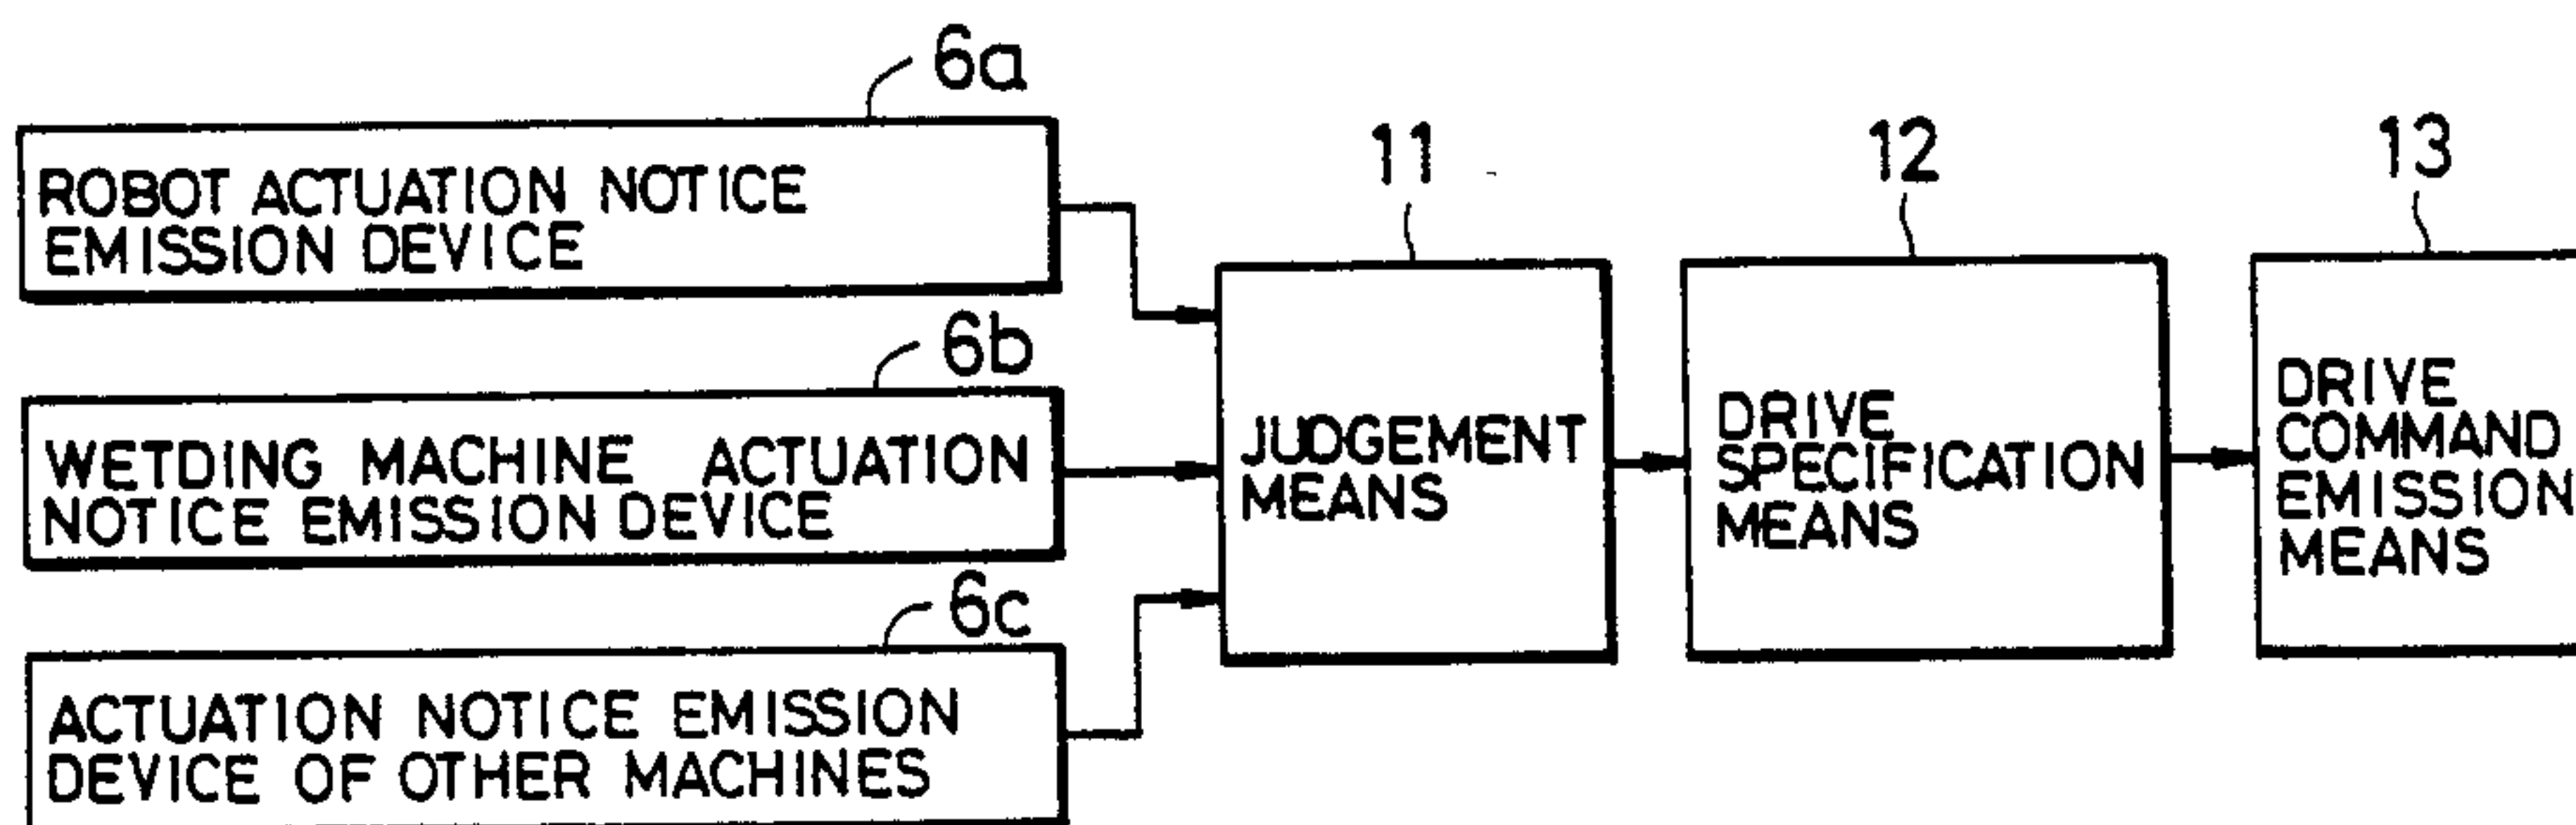 6a
ROBOT ACTUATION NOTICE
EMISSION DEVICE
6b
WETDING MACHINE ACTUATION
NOTICE EMISSION DEVICE
6c
ACTUATION NOTICE EMISSION
DEVICE OF OTHER MACHINES
11
JUDGEMENT
MEANS
12
DRIVE
SPECIFICATION
MEANS
13
DRIVE
COMMAND
EMISSION
MEANS